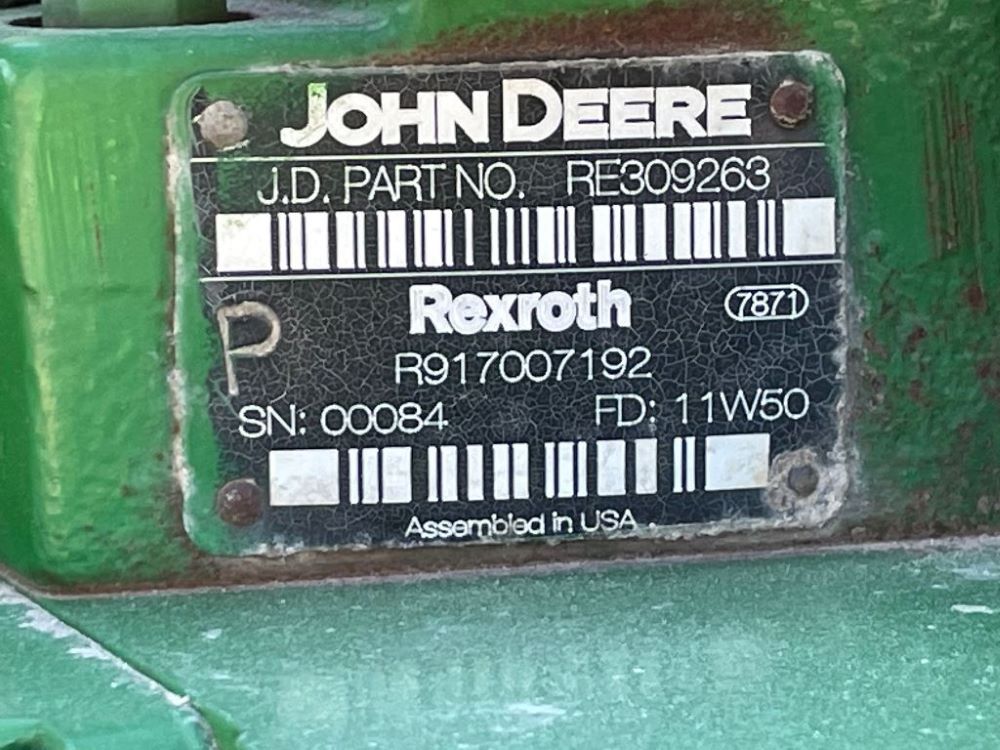 JOHN DEERE
J.D. PART NO. RE309263
Rexroth 7871
P
R917007192
SN: 00084 FD: 11W50
Assembled in USA